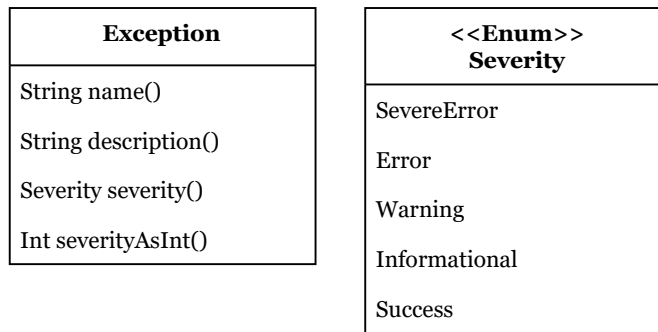 Exception
String name()
String description()
Severity severity()
Int severityAsInt()
<<Enum>>
Severity
SevereError
Error
Warning
Informational
Success